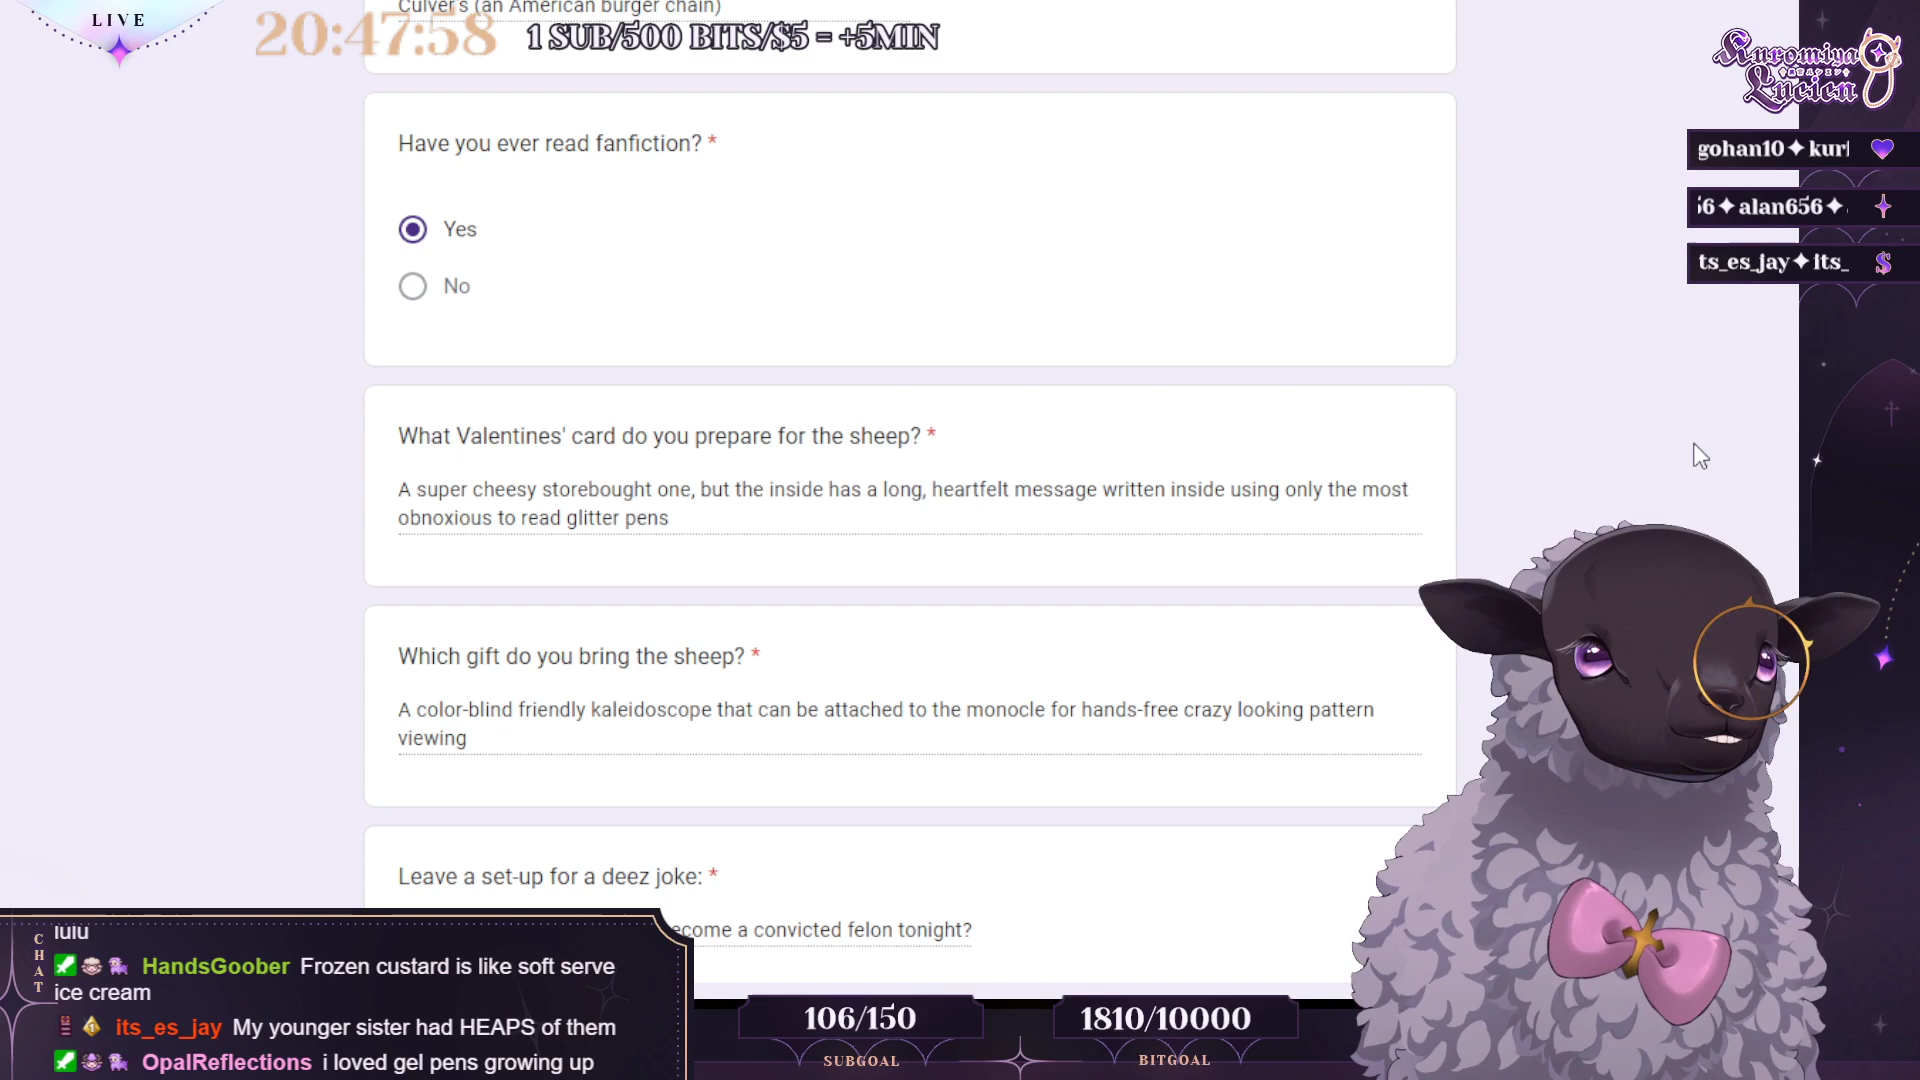 LIVE
20:47:58
1 SUB/500 BITS/$5 = +5MIN
Culver's (an American burger chain)
Kuromiya
Lucien
gohan10✦kur
56✦alan656✦
ts_es_jay✦its_
$
Have you ever read fanfiction? *
Yes
No
What Valentines' card do you prepare for the sheep? *
A super cheesy storebought one, but the inside has a long, heartfelt message written inside using only the most
obnoxious to read glitter pens
Which gift do you bring the sheep? *
A color-blind friendly kaleidoscope that can be attached to the monocle for hands-free crazy looking pattern
viewing
Leave a set-up for a deez joke: *
ecome a convicted felon tonight?
CHAT
lulu
HandsGoober Frozen custard is like soft serve
ice cream
its_es_jay My younger sister had HEAPS of them
OpalReflections i loved gel pens growing up
106/150
SUBGOAL
1810/10000
BITGOAL